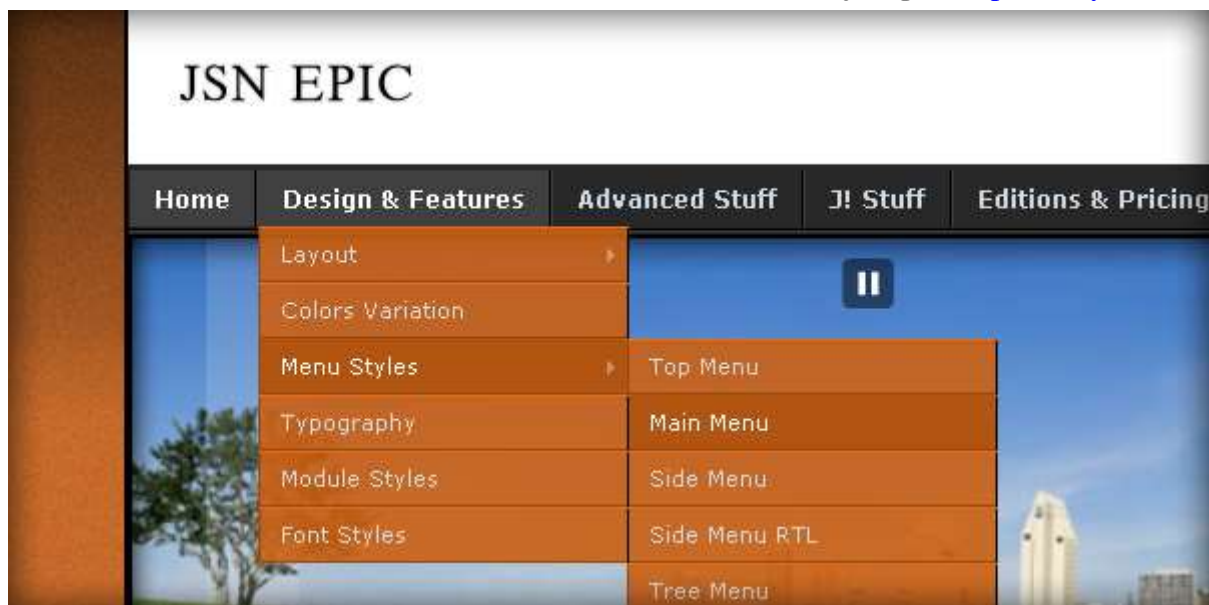 JSN EPIC
Home Design & Features Advanced Stuff J! Stuff Editions & Pricing
Layout
Colors Variation
Menu Styles
Typography
Module Styles
Font Styles
Top Menu
Main Menu
Side Menu
Side Menu RTL
Tree Menu